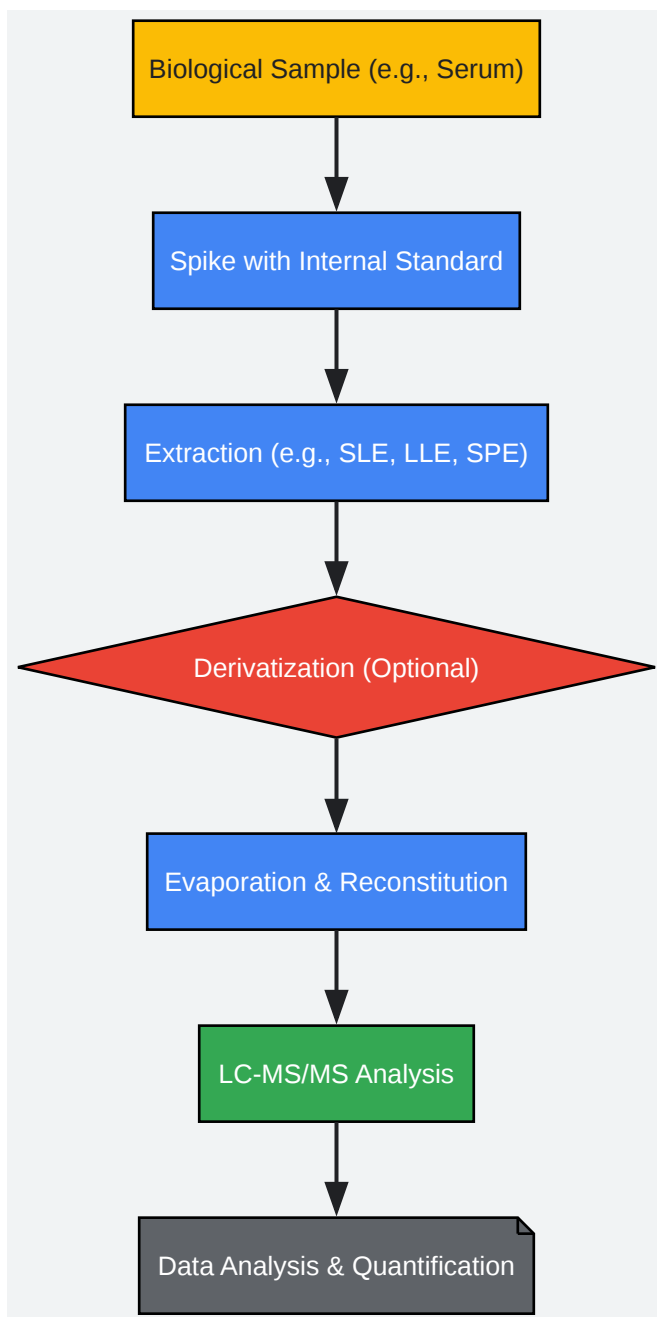 Biological Sample (e.g., Serum)
Spike with Internal Standard
Extraction (e.g., SLE, LLE, SPE)
Derivatization (Optional)
Evaporation & Reconstitution
LC-MS/MS Analysis
Data Analysis & Quantification